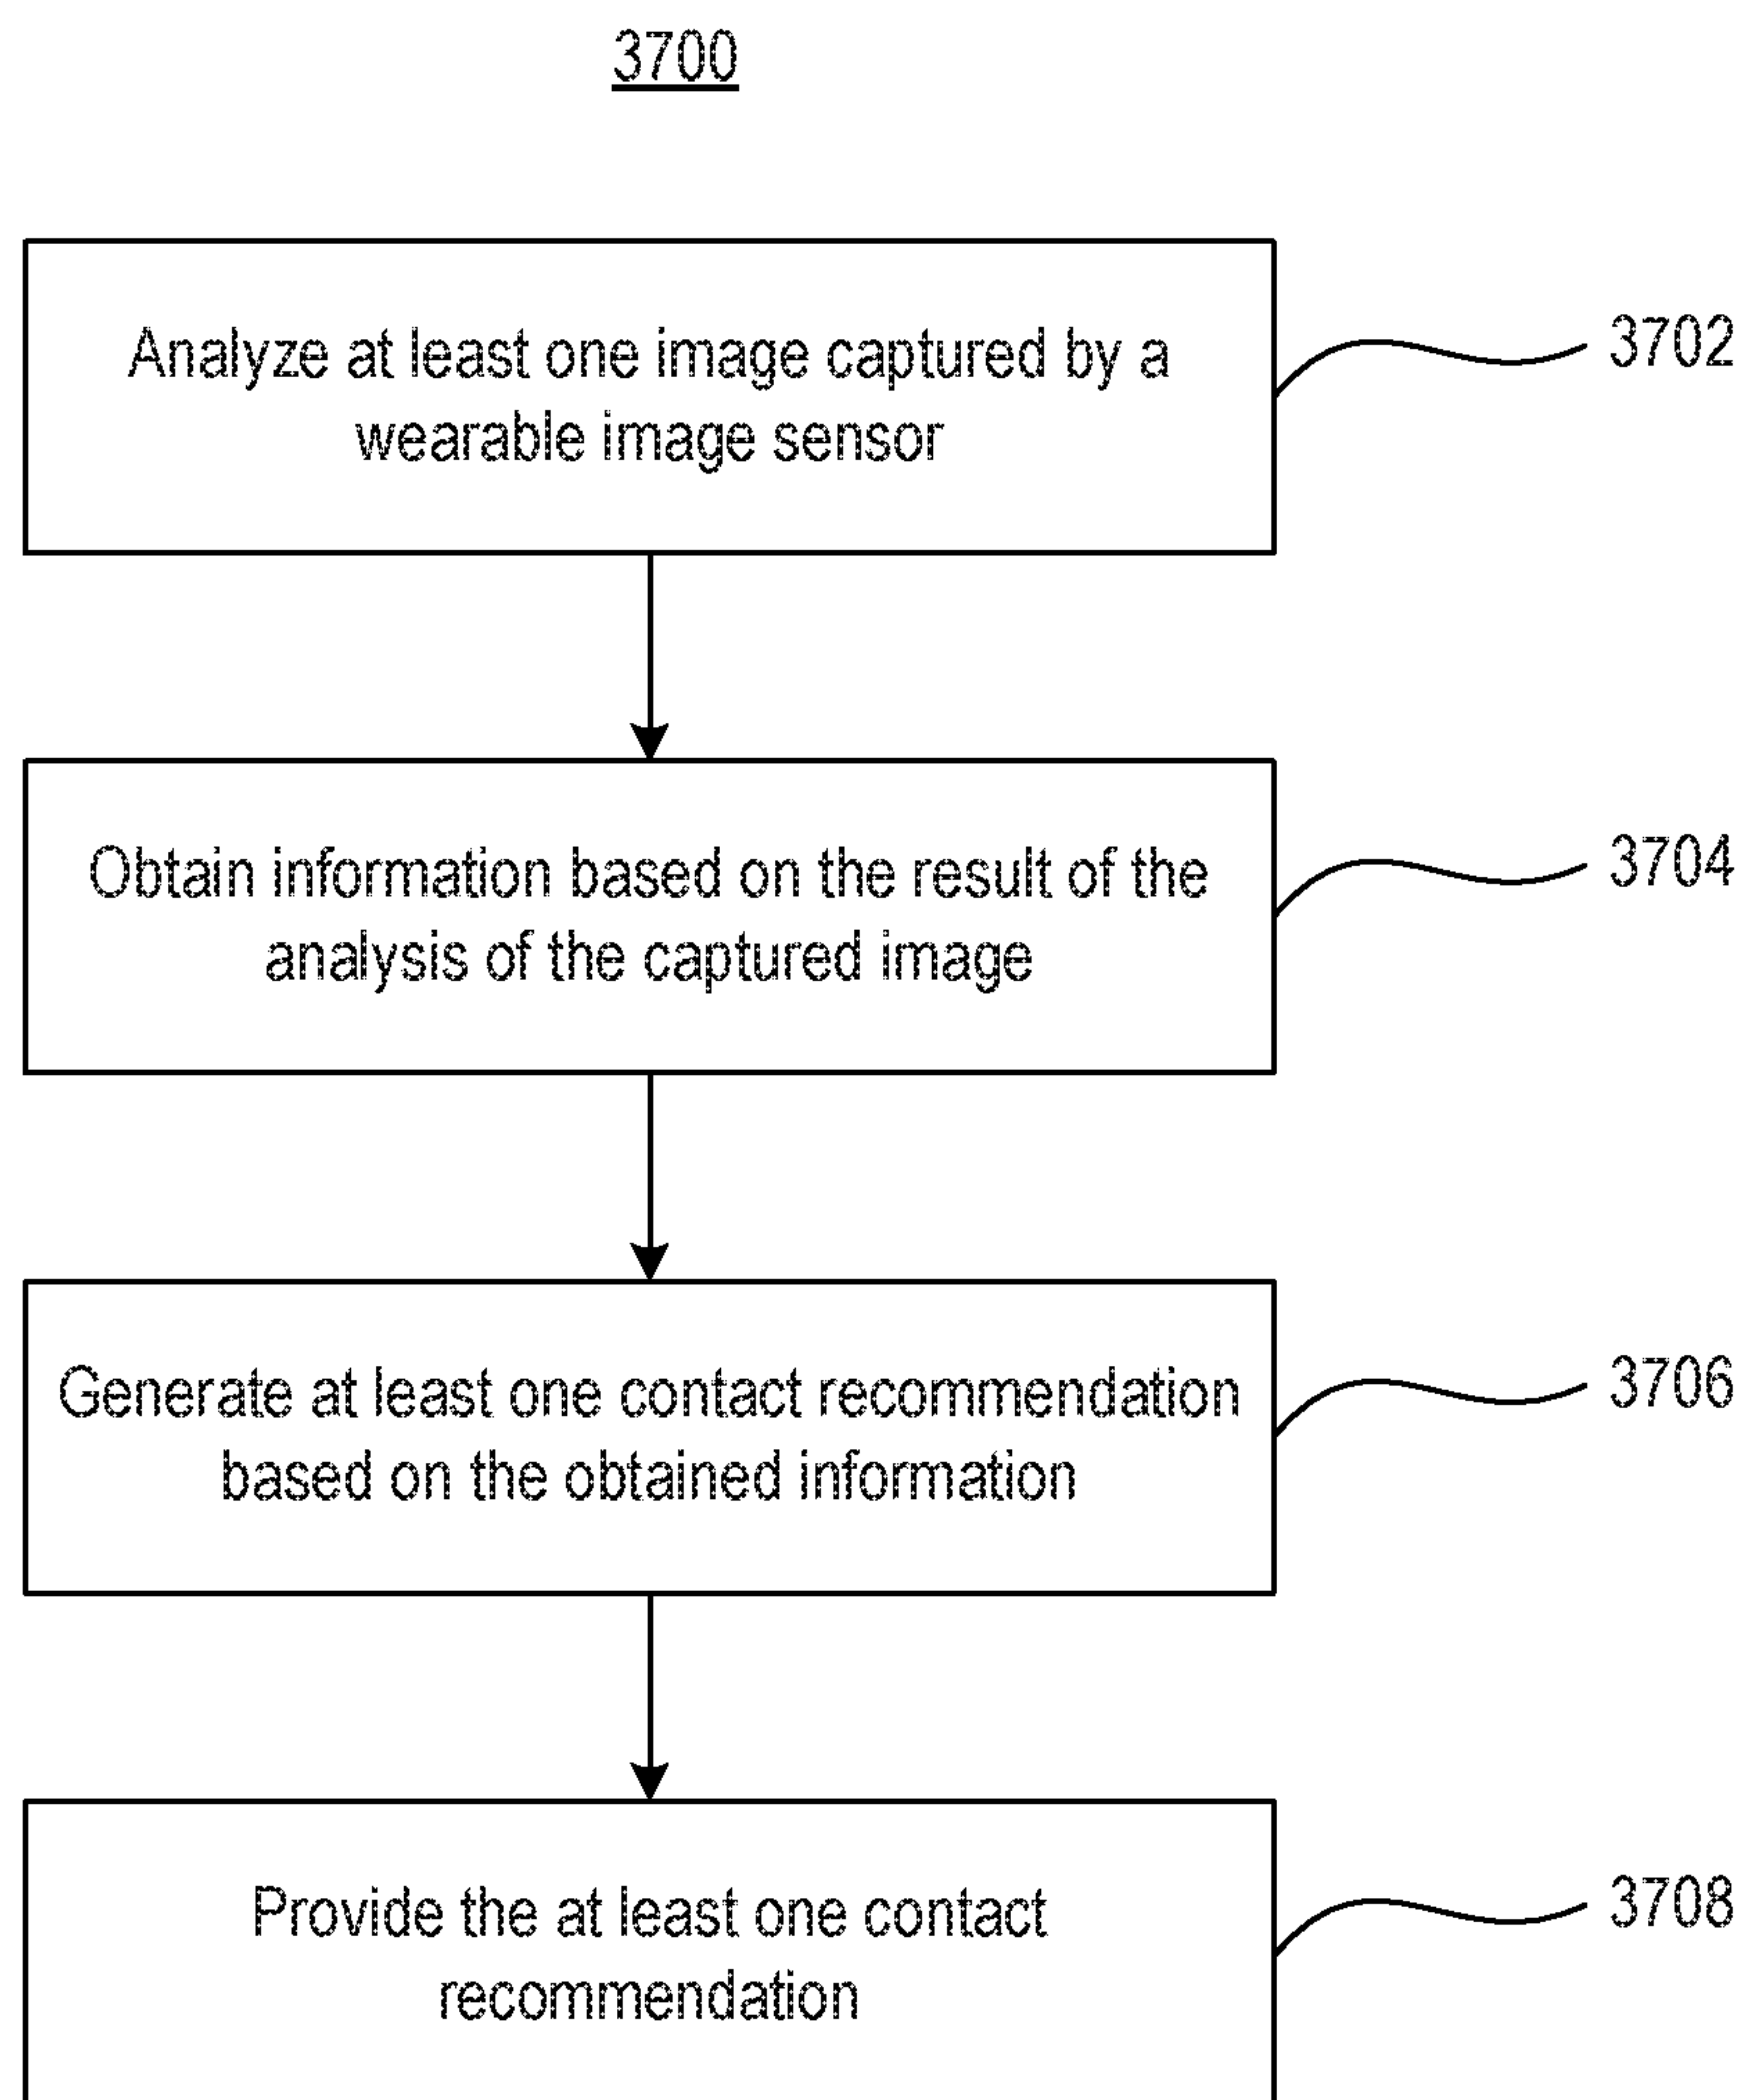 3700
Analyze at least one image captured by a
wearable image sensor
3702
Obtain information based on the result of the
analysis of the captured image
3704
Generate at least one contact recommendation
based on the obtained information
3706
Provide the at least one contact
recommendation
3708